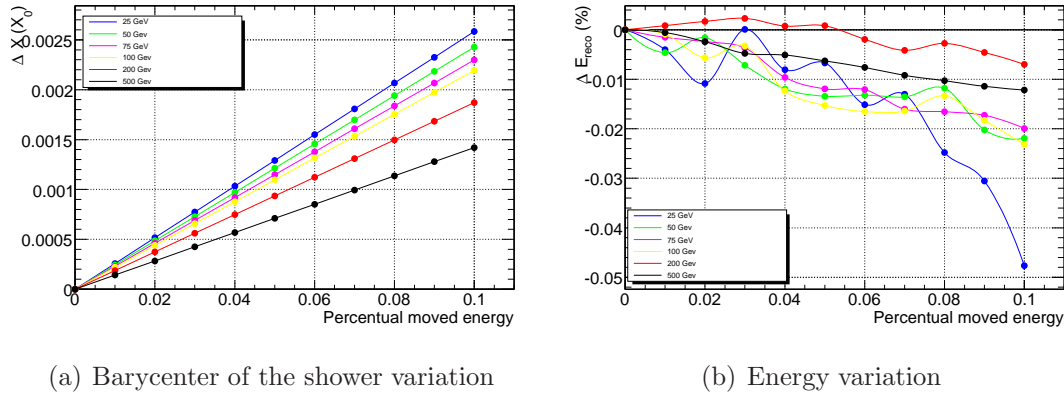 Δ X (X₀)
0.0025
0.002
0.0015
0.001
0.0005
0
0 0.02 0.04 0.06 0.08 0.1
Percentual moved energy
25 GeV
50 Gev
75 GeV
100 Gev
200 Gev
500 Gev
(a) Barycenter of the shower variation
Δ E_reco (%)
0
-0.01
-0.02
-0.03
-0.04
-0.05
0 0.02 0.04 0.06 0.08 0.1
Percentual moved energy
25 GeV
50 Gev
75 GeV
100 Gev
200 Gev
500 Gev
(b) Energy variation